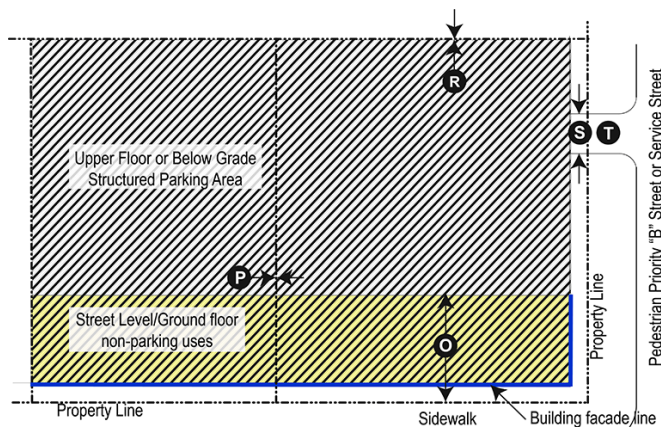 R
S T
Upper Floor or Below Grade
Structured Parking Area
P
Street Level/Ground floor
non-parking uses
O
Property Line
Sidewalk
Building facade line
Property Line
Pedestrian Priority “B” Street or Service Street